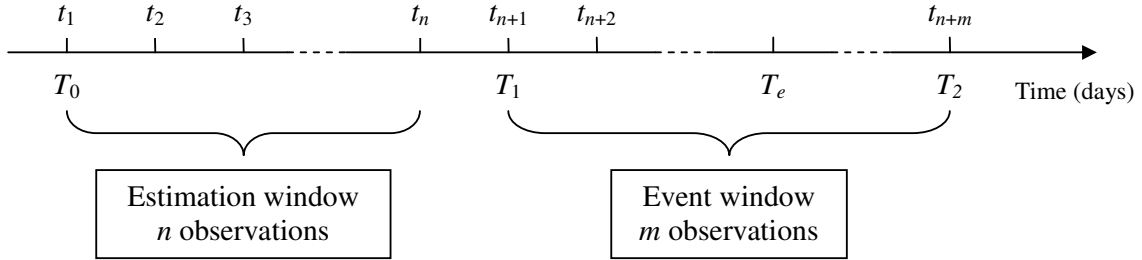 t₁ t₂ t₃ tₙ tₙ₊₁ tₙ₊₂ tₙ₊ₘ
T₀ T₁ Tₑ T₂ Time (days)
Estimation window
n observations
Event window
m observations